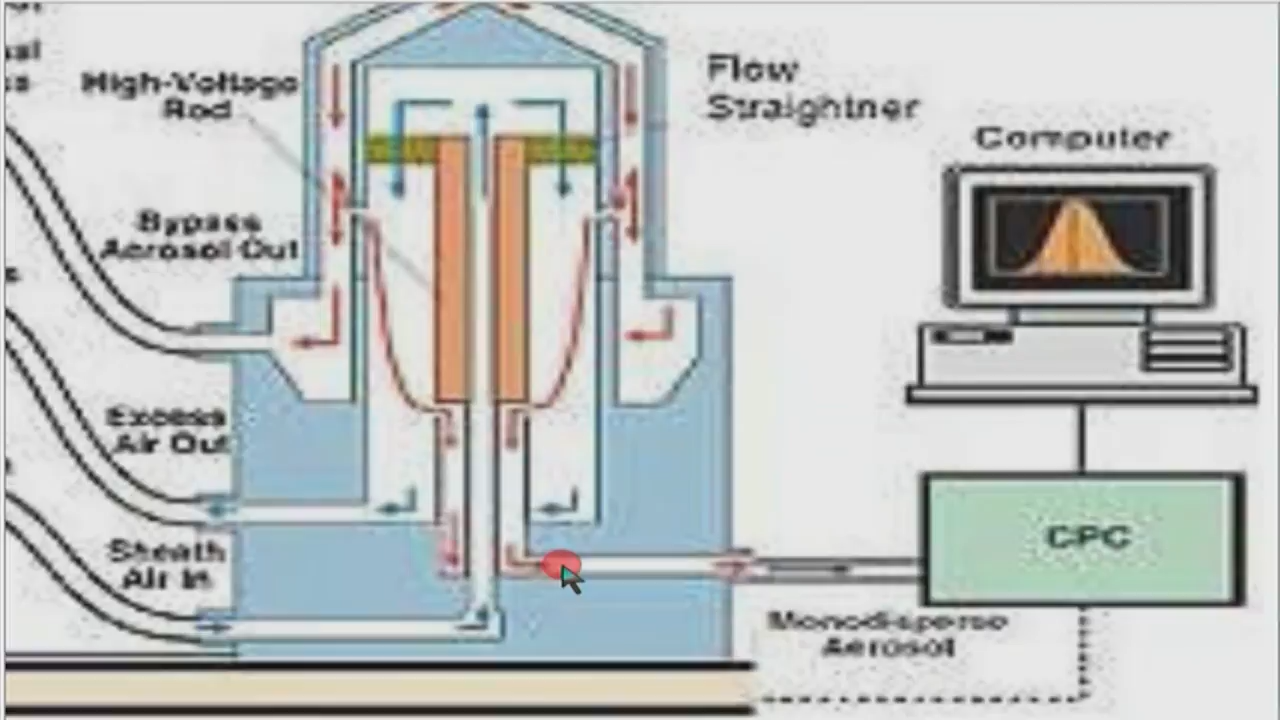 High-Voltage
Rod
Flow
Straightner
Computer
Bypass
Aerosol Out
Excess
Air Out
CPC
Sheath
Air In
Monodisperse
Aerosol